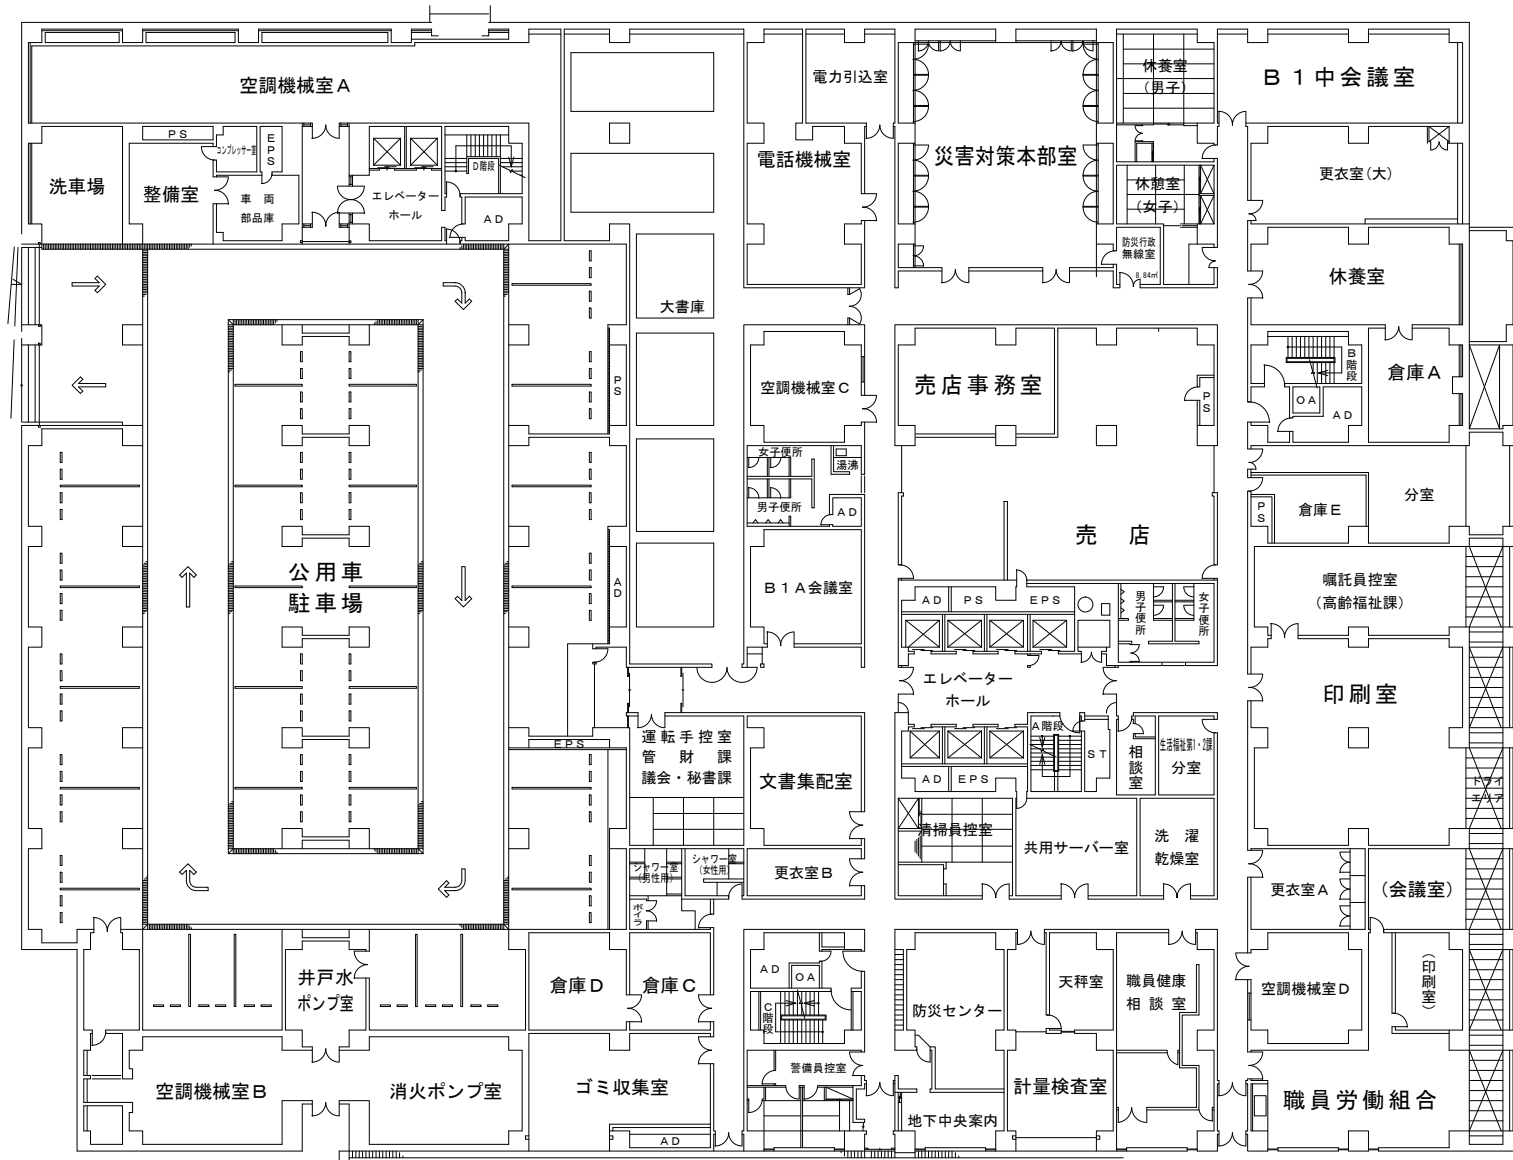 空調機械室A
電力引込室
休養室
(男子)
B1中会議室
PS
コンプレッサー室
EPS
D階段
電話機械室
災害対策本部室
更衣室(大)
洗車場
整備室
車両
部品庫
エレベーター
ホール
AD
休憩室
(女子)
防災行政
無線室
8.84㎡
休養室
大書庫
PS
空調機械室C
売店事務室
PS
B階段
OA
AD
倉庫A
女子便所
湯沸
男子便所
AD
売店
PS
倉庫E
分室
公用車
駐車場
AD
B1A会議室
AD
PS
EPS
男子便所
女子便所
嘱託員控室
(高齢福祉課)
エレベーター
ホール
印刷室
EPS
運転手控室
管財課
議会・秘書課
文書集配室
A階段
ST
AD
EPS
相談室
生活福祉第1・2課
分室
ドライ
エリア
清掃員控室
共用サーバー室
洗濯
乾燥室
シャワー室
(男性用)
シャワー室
(女性用)
更衣室B
更衣室A
(会議室)
ボイラ
井戸水
ポンプ室
倉庫D
倉庫C
AD
OA
C階段
防災センター
天秤室
職員健康
相談室
空調機械室D
(印刷室)
空調機械室B
消火ポンプ室
ゴミ収集室
AD
警備員控室
地下中央案内
計量検査室
職員労働組合